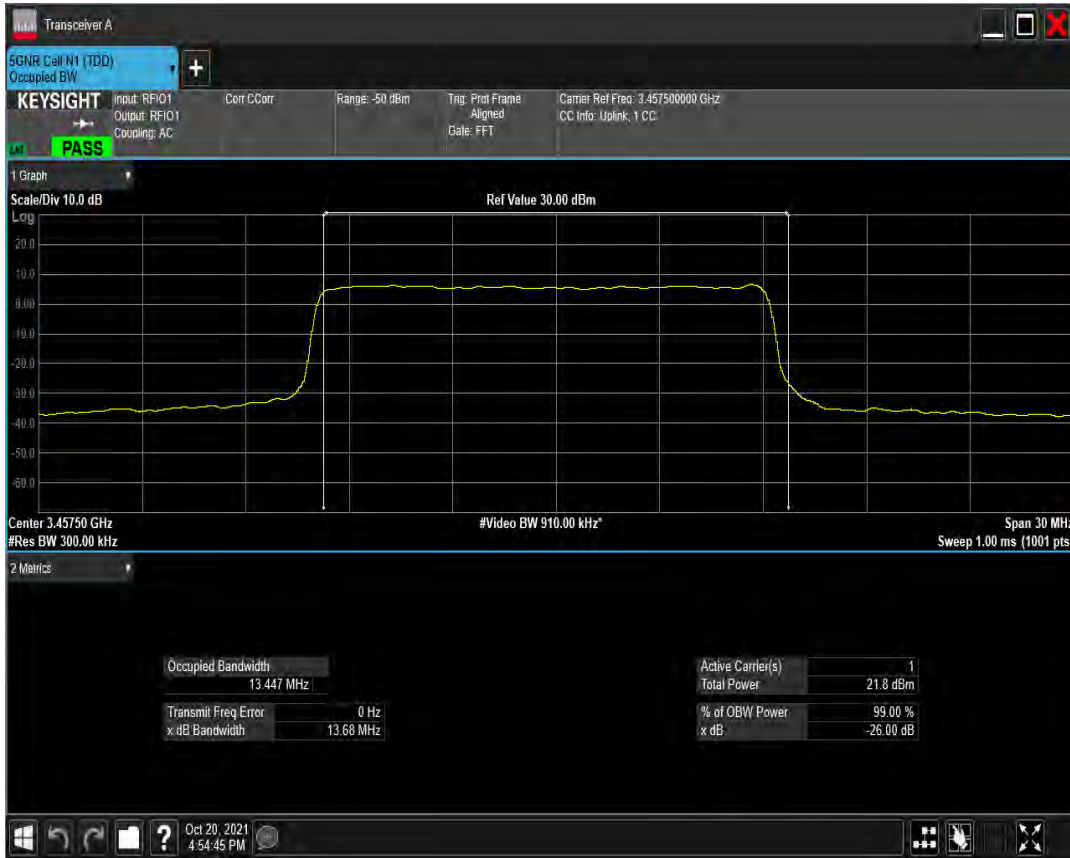 Transceiver A
5GNR Cell N1 (TDD)
Occupied BW
+
KEYSIGHT
Input: RFIO1
Output: RFIO1
Coupling: AC
Corr CCorr
Range: -50 dBm
Trig: Prot Frame
Aligned
Gate: FFT
Carrier Ref Freq: 3.457500000 GHz
CC Info: Uplink, 1 CC
PASS
1 Graph
Scale/Div 10.0 dB
Ref Value 30.00 dBm
Log
20.0
10.0
0.00
-10.0
-20.0
-30.0
-40.0
-50.0
-60.0
Center 3.45750 GHz
#Video BW 910.00 kHz*
Span 30 MHz
#Res BW 300.00 kHz
Sweep 1.00 ms (1001 pts
2 Metrics
Occupied Bandwidth
13.447 MHz
Transmit Freq Error 0 Hz
x dB Bandwidth 13.68 MHz
Active Carrier(s) 1
Total Power 21.8 dBm
% of OBW Power 99.00 %
x dB -26.00 dB
?
Oct 20, 2021
4:54:45 PM